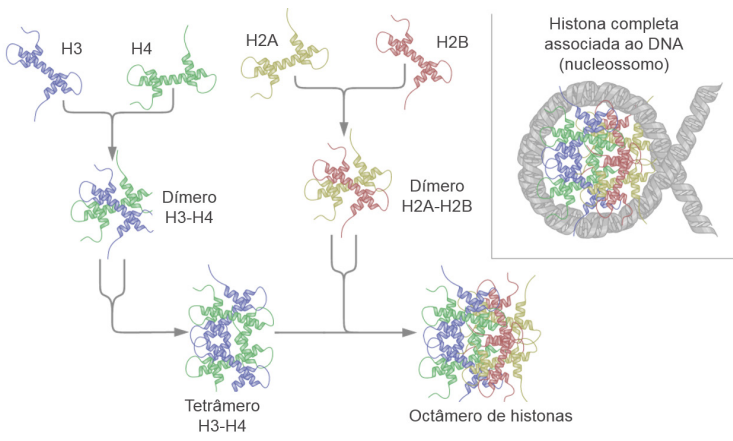 H3
H4
H2A
H2B
Histona completa
associada ao DNA
(nucleossomo)
Dímero
H3-H4
Dímero
H2A-H2B
Tetrâmero
H3-H4
Octâmero de histonas